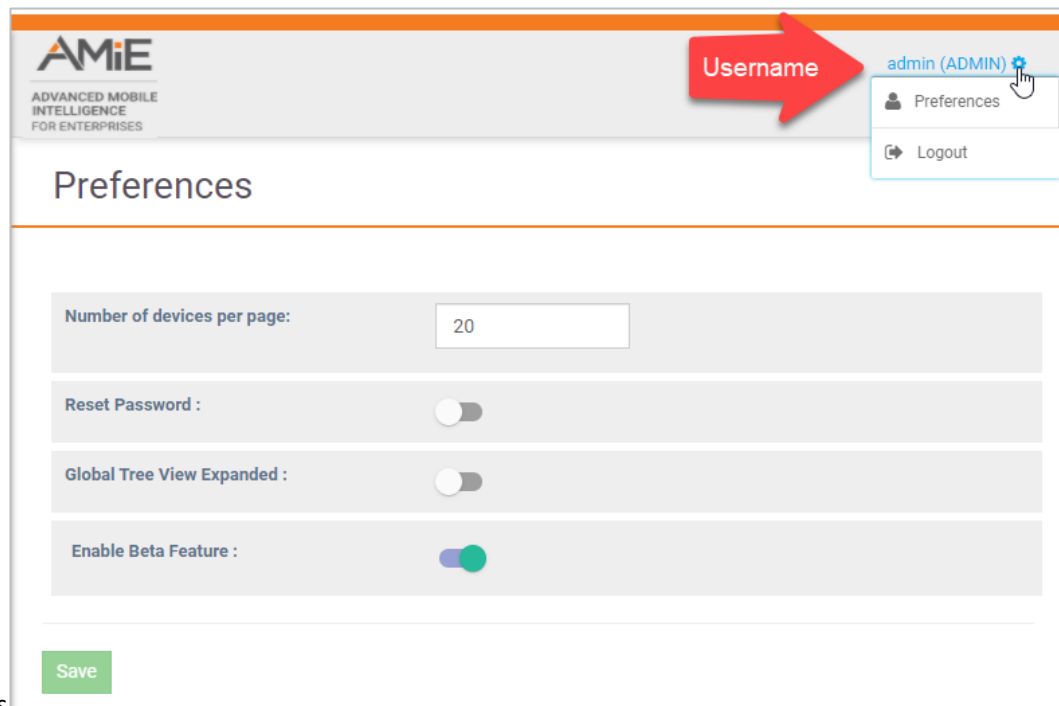 AMiE
ADVANCED MOBILE
INTELLIGENCE
FOR ENTERPRISES
Username
admin (ADMIN)
Preferences
Logout
Preferences
Number of devices per page:
20
Reset Password :
Global Tree View Expanded :
Enable Beta Feature :
Save